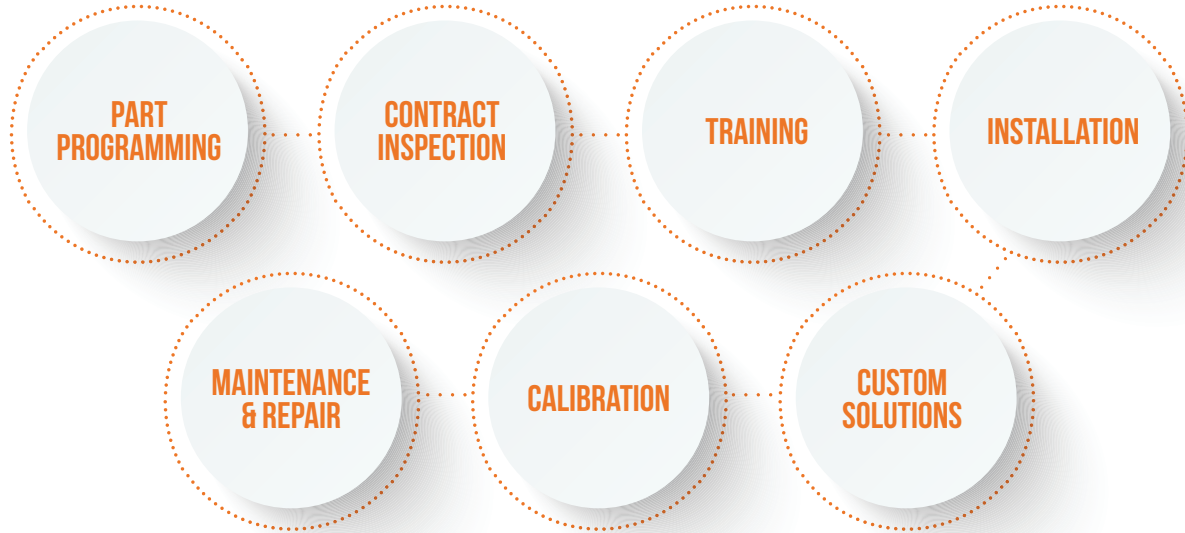 PART
PROGRAMMING
CONTRACT
INSPECTION
TRAINING
INSTALLATION
MAINTENANCE
& REPAIR
CALIBRATION
CUSTOM
SOLUTIONS